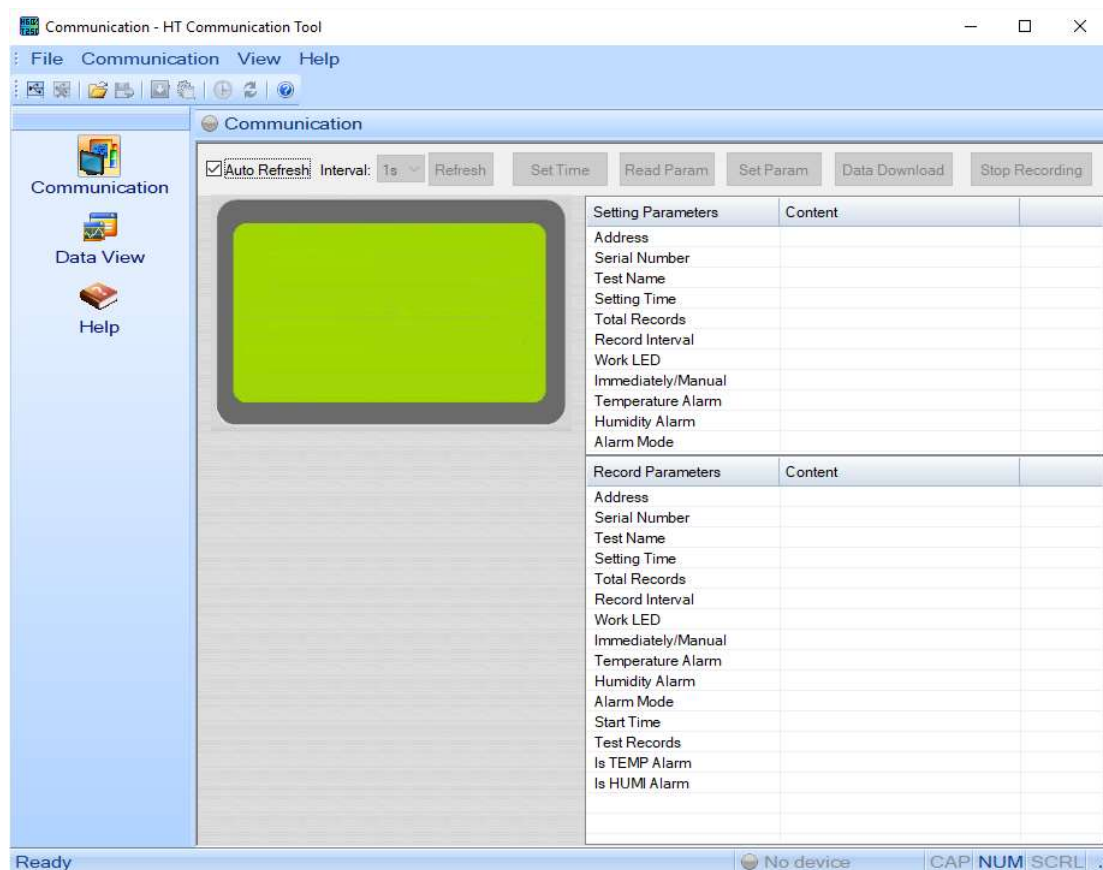 Communication - HT Communication Tool
File Communication View Help
Communication
Communication
Data View
Help
Auto Refresh Interval: 1s Refresh Set Time Read Param Set Param Data Download Stop Recording
Setting Parameters Content
Address
Serial Number
Test Name
Setting Time
Total Records
Record Interval
Work LED
Immediately/Manual
Temperature Alarm
Humidity Alarm
Alarm Mode
Record Parameters Content
Address
Serial Number
Test Name
Setting Time
Total Records
Record Interval
Work LED
Immediately/Manual
Temperature Alarm
Humidity Alarm
Alarm Mode
Start Time
Test Records
Is TEMP Alarm
Is HUMI Alarm
Ready No device CAP NUM SCRL